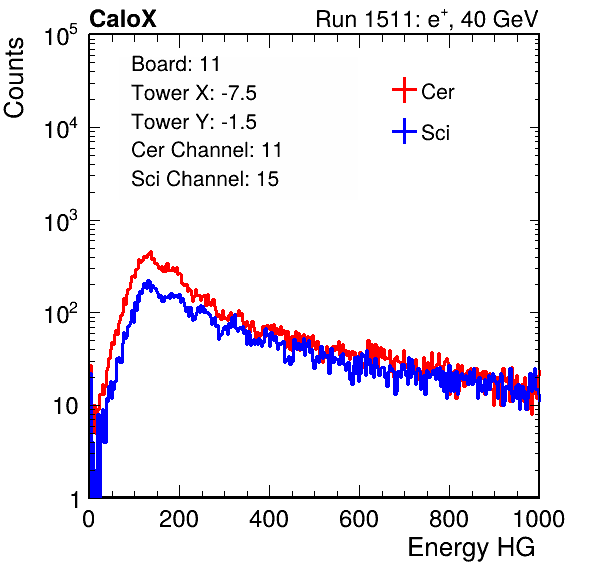 CaloX Run 1511: e⁺, 40 GeV
Counts
Board: 11
Tower X: -7.5
Tower Y: -1.5
Cer Channel: 11
Sci Channel: 15
Cer
Sci
10⁵
10⁴
10³
10²
10
1
0 200 400 600 800 1000
Energy HG